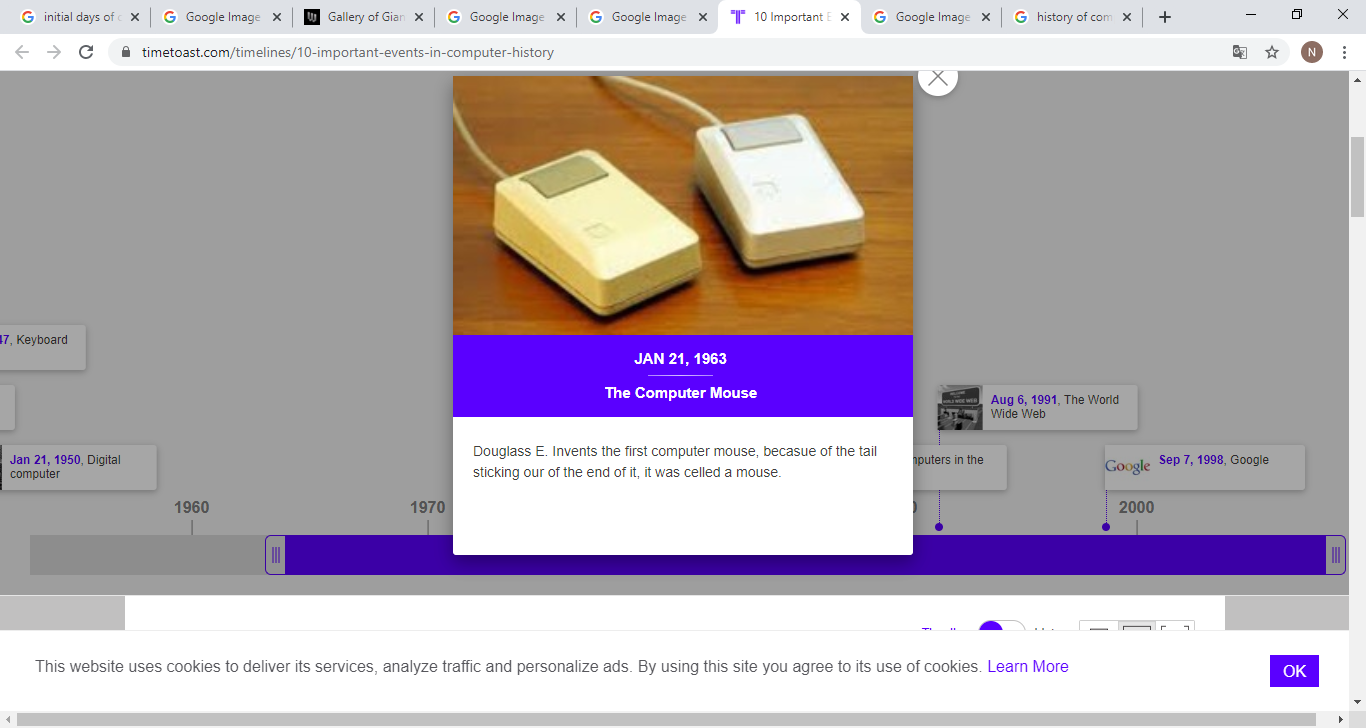 initial days of c
Google Image
Gallery of Gian
Google Image
Google Image
10 Important E
Google Image
history of com
timetoast.com/timelines/10-important-events-in-computer-history
N
JAN 21, 1963
The Computer Mouse
Douglass E. Invents the first computer mouse, becasue of the tail
sticking our of the end of it, it was celled a mouse.
47, Keyboard
Aug 6, 1991, The World
Wide Web
Jan 21, 1950, Digital
computer
nputers in the
Google
Sep 7, 1998, Google
1960
1970
0
2000
This website uses cookies to deliver its services, analyze traffic and personalize ads. By using this site you agree to its use of cookies. Learn More
OK